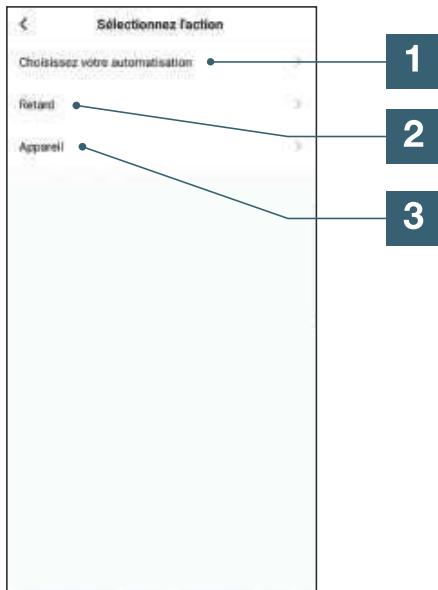 Sélectionnez l'action
Choisissez votre automatisation
1
Retard
2
Appareil
3